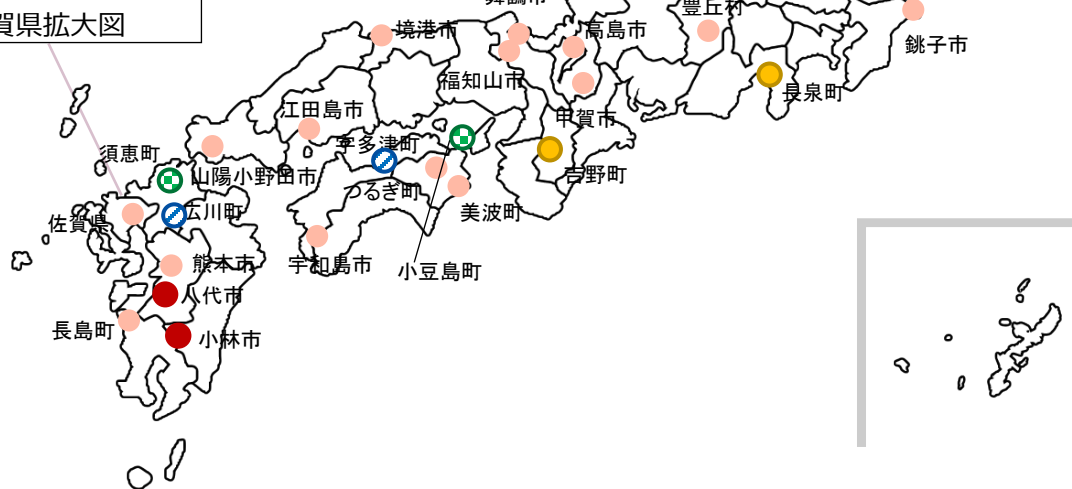 賀県拡大図
舞鶴市
豊丘村
境港市
高島市
銚子市
福知山市
長泉町
江田島市
甲賀市
宇多津町
須恵町
山陽小野田市
吉野町
つるぎ町
佐賀県
広川町
美波町
熊本市
宇和島市
小豆島町
八代市
長島町
小林市